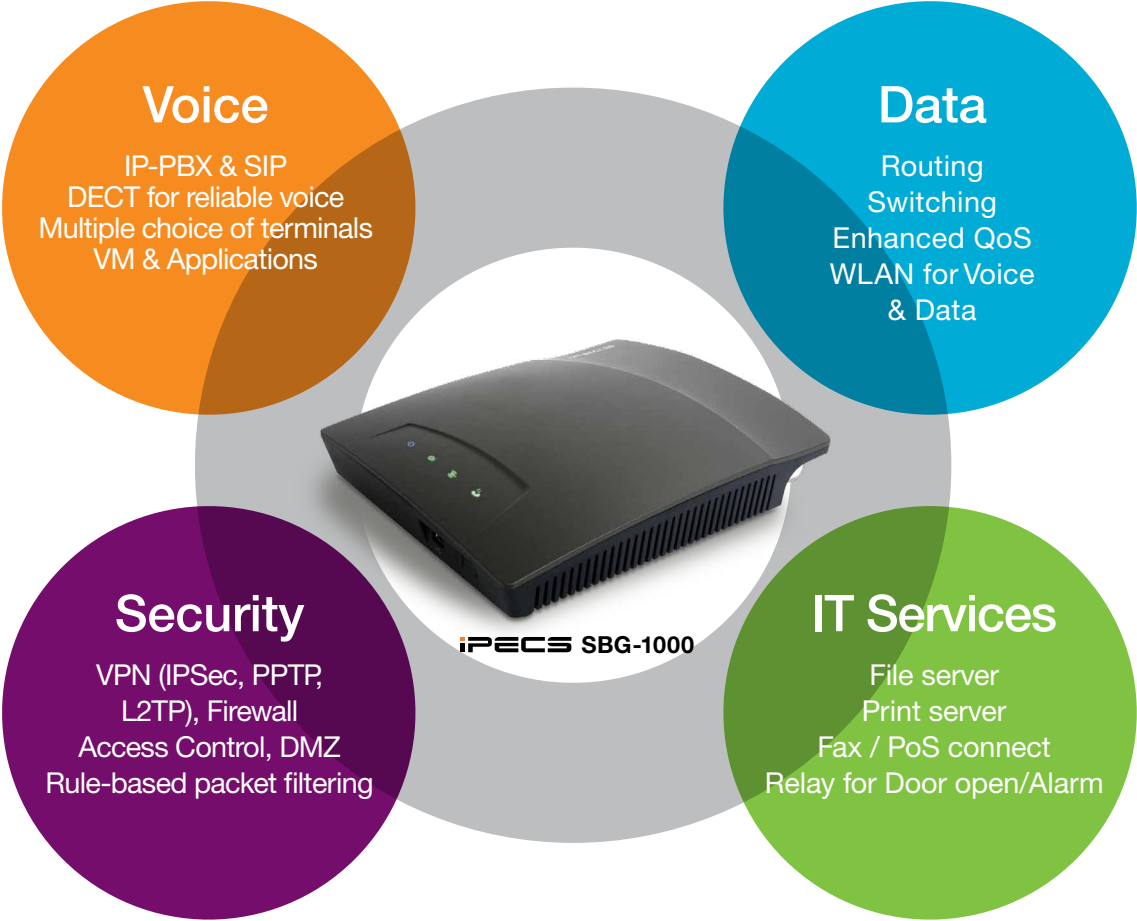 Voice
IP-PBX & SIP
DECT for reliable voice
Multiple choice of terminals
VM & Applications
Data
Routing
Switching
Enhanced QoS
WLAN for Voice
& Data
iPECS SBG-1000
Security
VPN (IPSec, PPTP,
L2TP), Firewall
Access Control, DMZ
Rule-based packet filtering
IT Services
File server
Print server
Fax / PoS connect
Relay for Door open/Alarm